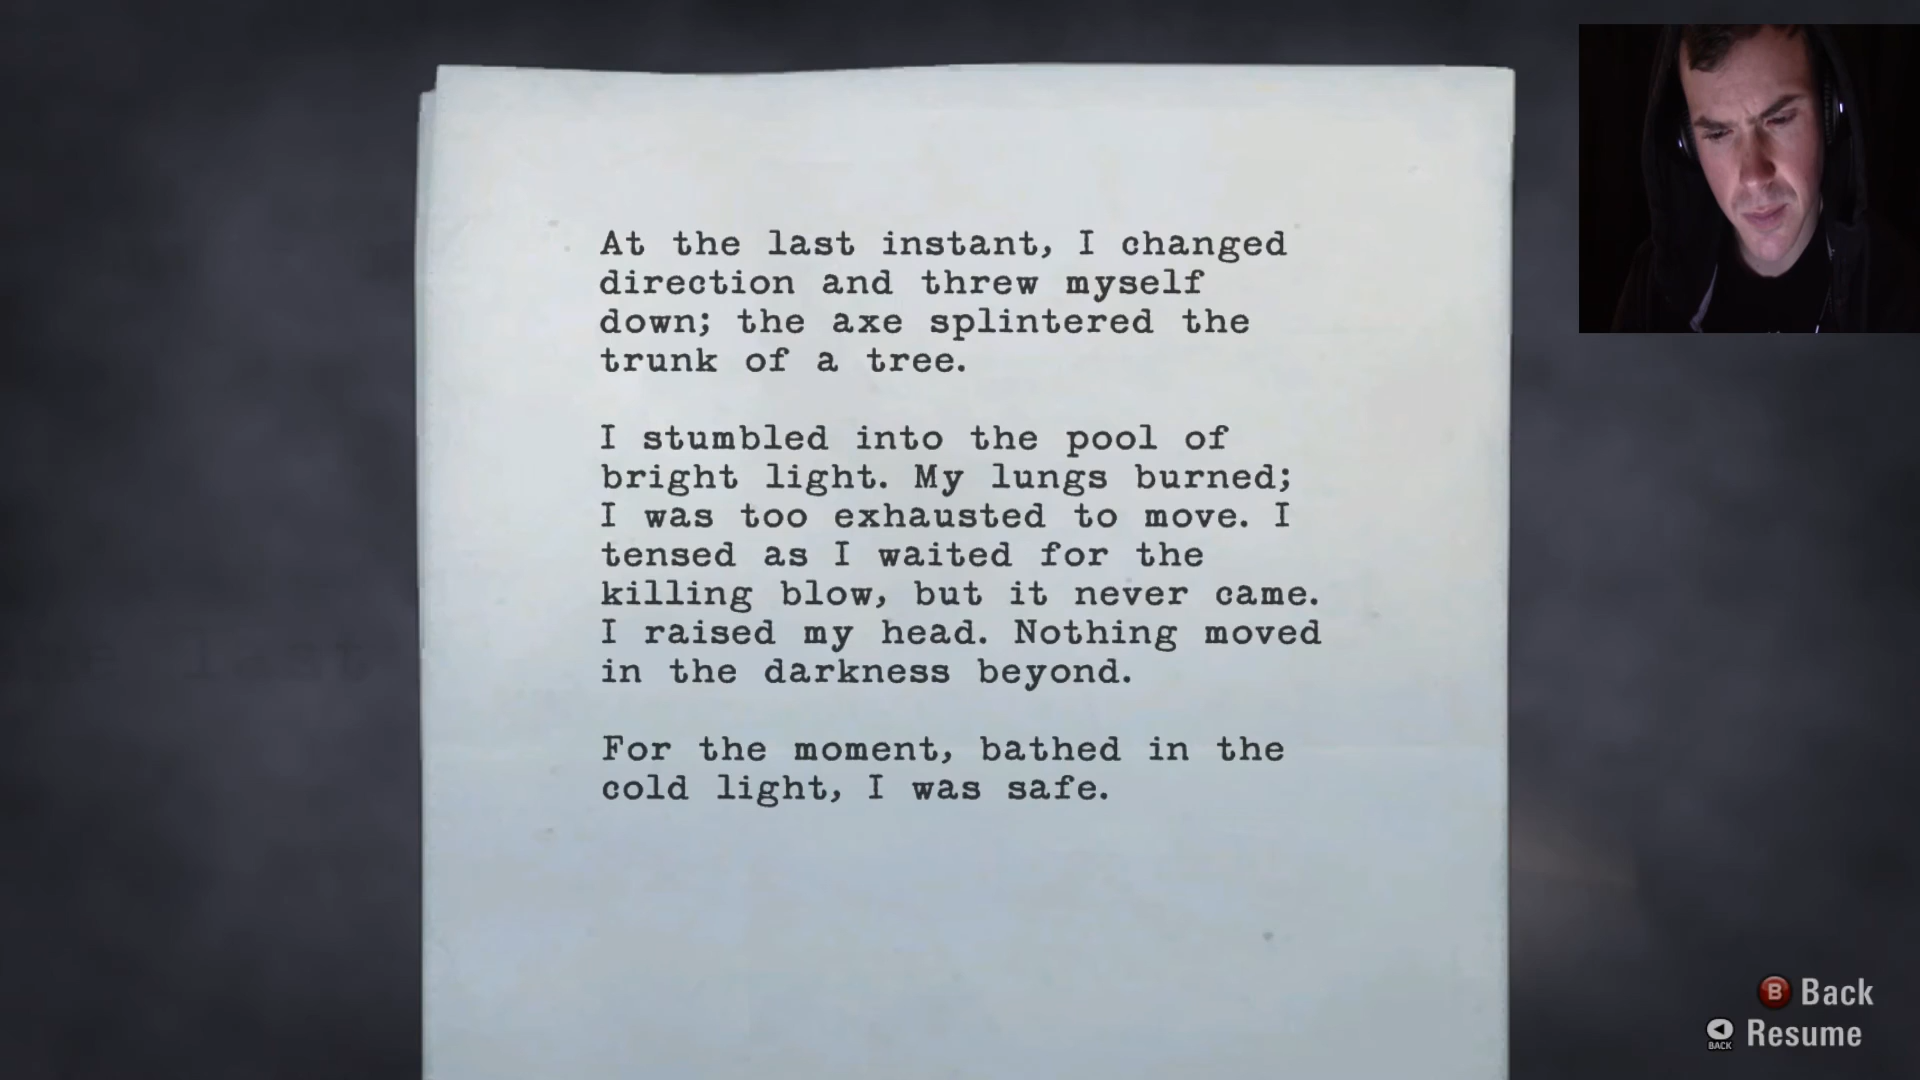 At the last instant, I changed
direction and threw myself
down; the axe splintered the
trunk of a tree.
I stumbled into the pool of
bright light. My lungs burned;
I was too exhausted to move. I
tensed as I waited for the
killing blow, but it never came.
I raised my head. Nothing moved
in the darkness beyond.
For the moment, bathed in the
cold light, I was safe.
B Back
BACK Resume
last